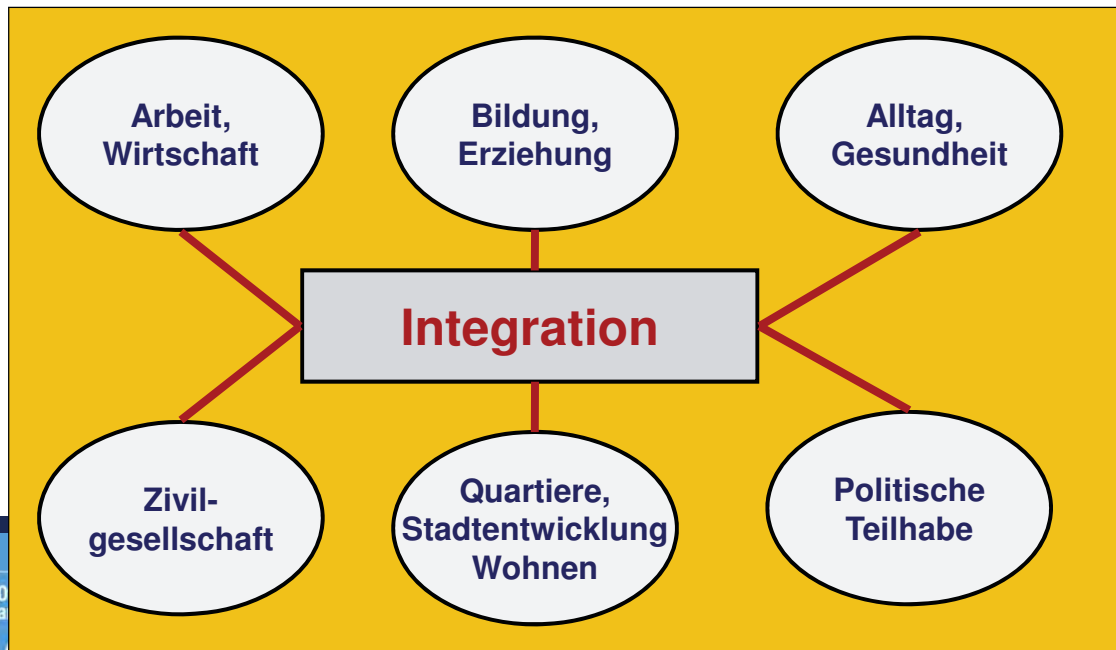 Arbeit,
Wirtschaft
Bildung,
Erziehung
Alltag,
Gesundheit
Integration
Zivil-
gesellschaft
Quartiere,
Stadtentwicklung
Wohnen
Politische
Teilhabe